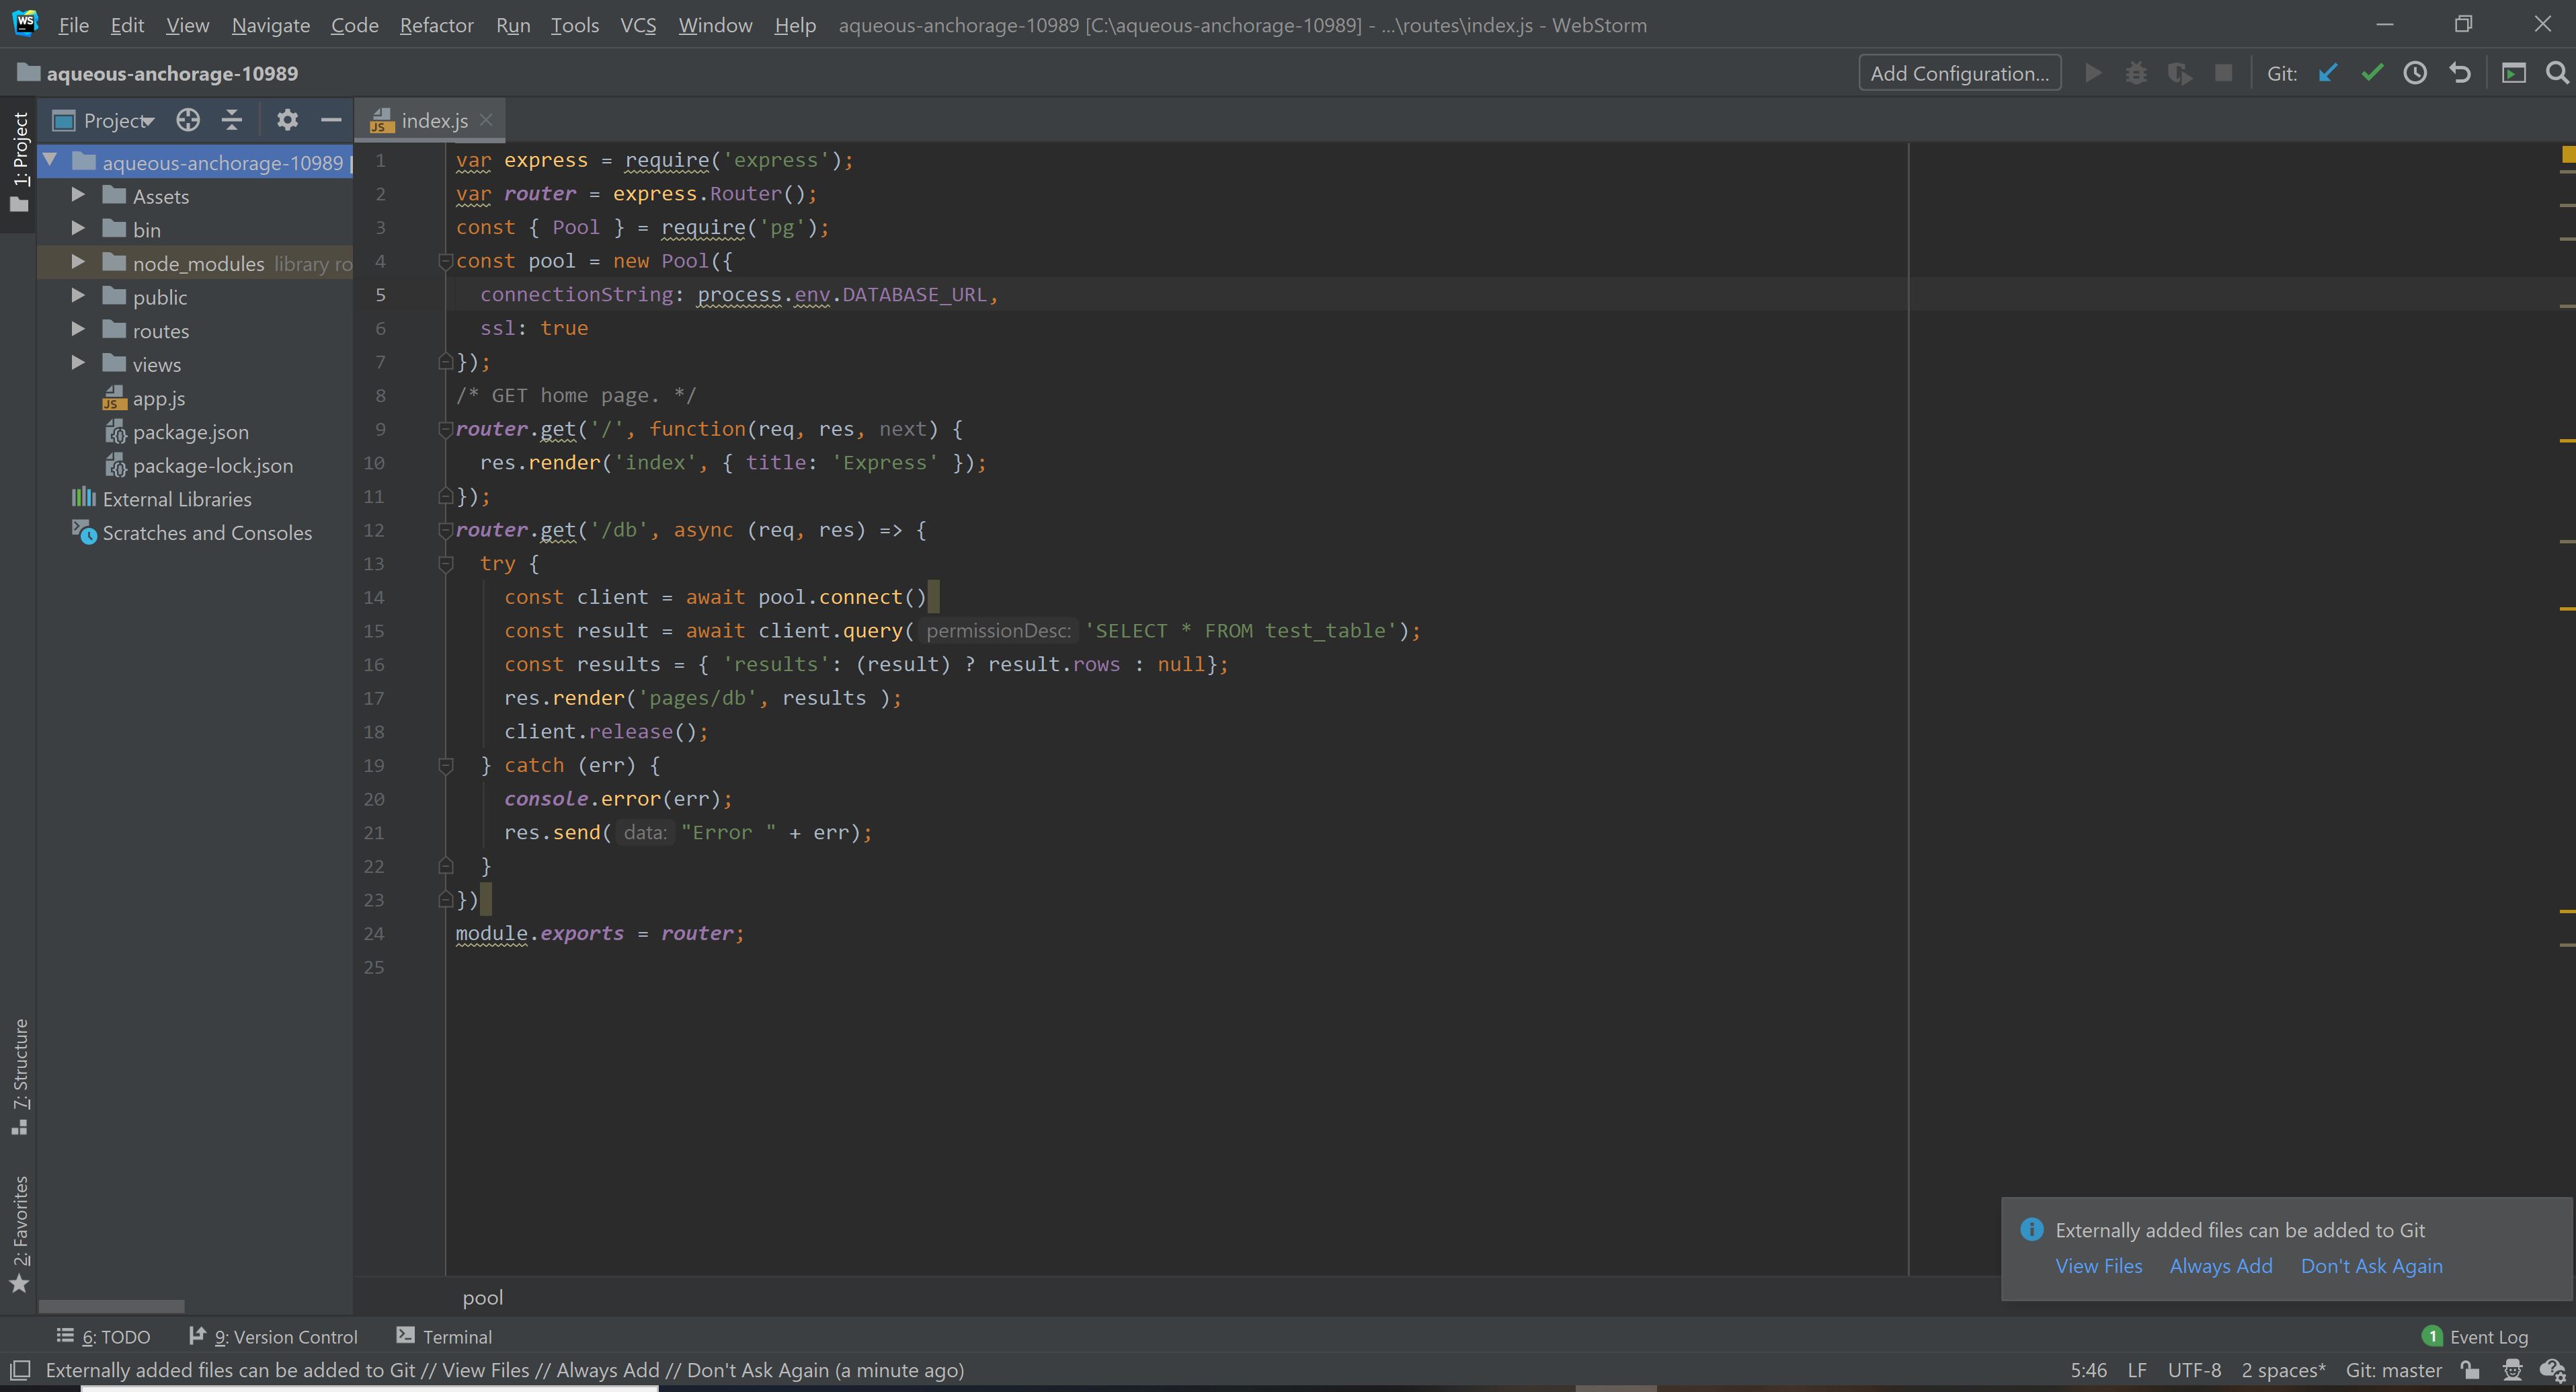 WS File Edit View Navigate Code Refactor Run Tools VCS Window Help aqueous-anchorage-10989 [C:\aqueous-anchorage-10989] - ...\routes\index.js - WebStorm
aqueous-anchorage-10989 Add Configuration... Git:
1: Project
Project
index.js
aqueous-anchorage-10989 [
Assets
bin
node_modules library ro
public
routes
views
app.js
package.json
package-lock.json
External Libraries
Scratches and Consoles
1 var express = require('express');
2 var router = express.Router();
3 const { Pool } = require('pg');
4 const pool = new Pool({
5 connectionString: process.env.DATABASE_URL,
6 ssl: true
7 });
8 /* GET home page. */
9 router.get('/', function(req, res, next) {
10 res.render('index', { title: 'Express' });
11 });
12 router.get('/db', async (req, res) => {
13 try {
14 const client = await pool.connect()
15 const result = await client.query( permissionDesc: 'SELECT * FROM test_table');
16 const results = { 'results': (result) ? result.rows : null};
17 res.render('pages/db', results );
18 client.release();
19 } catch (err) {
20 console.error(err);
21 res.send( data: "Error " + err);
22 }
23 })
24 module.exports = router;
25
7: Structure
2: Favorites
Externally added files can be added to Git
View Files Always Add Don't Ask Again
pool
6: TODO 9: Version Control Terminal 1 Event Log
Externally added files can be added to Git // View Files // Always Add // Don't Ask Again (a minute ago) 5:46 LF UTF-8 2 spaces* Git: master